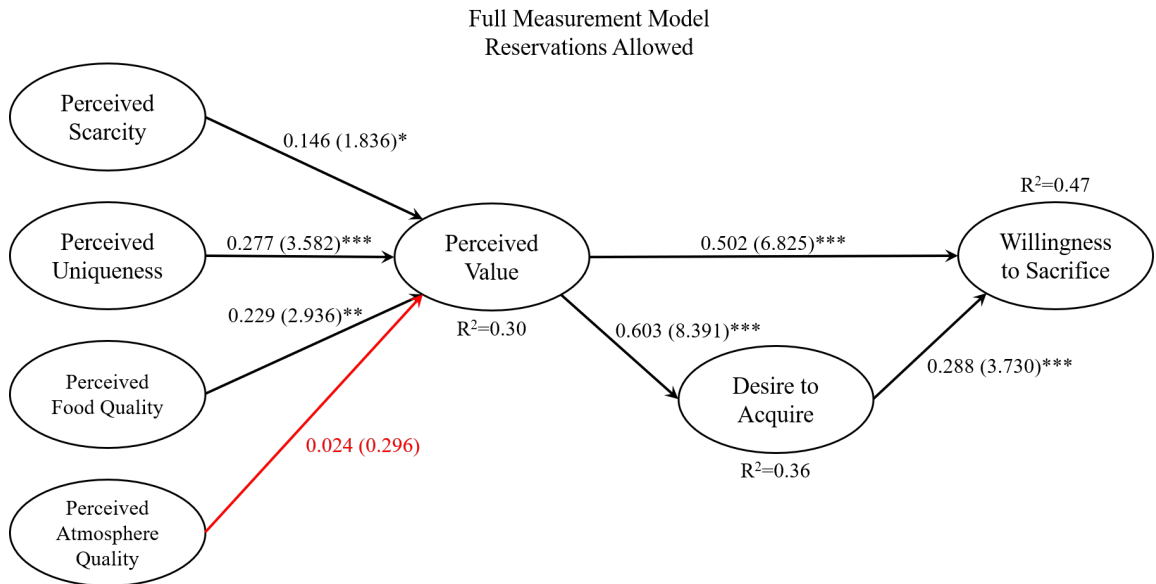 Full Measurement Model
Reservations Allowed
Perceived
Scarcity
0.146 (1.836)*
R²=0.47
Perceived
Uniqueness
0.277 (3.582)***
Perceived
Value
0.502 (6.825)***
Willingness
to Sacrifice
0.229 (2.936)**
R²=0.30
0.603 (8.391)***
0.288 (3.730)***
Perceived
Food Quality
Desire to
Acquire
0.024 (0.296)
R²=0.36
Perceived
Atmosphere
Quality